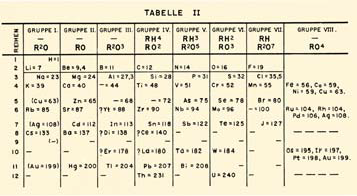 TABELLE II
REIHEN GRUPPE I. GRUPPE II. GRUPPE III. GRUPPE IV. GRUPPE V. GRUPPE VI. GRUPPE VII. GRUPPE VIII.
— — — RH4 RH3 RH2 RH —
R2O RO R2O3 RO2 R2O5 RO3 R2O7 RO4
1 H=1
2 Li=7 Be=9,4 B=11 C=12 N=14 O=16 F=19
3 Na=23 Mg=24 Al=27,3 Si=28 P=31 S=32 Cl=35,5
4 K=39 Ca=40 —=44 Ti=48 V=51 Cr=52 Mn=55 Fe=56, Co=59,
Ni=59, Cu=63.
5 (Cu=63) Zn=65 —=68 —=72 As=75 Se=78 Br=80
6 Rb=85 Sr=87 ?Yt=88 Zr=90 Nb=94 Mo=96 —=100 Ru=104, Rh=104,
Pd=106, Ag=108.
7 (Ag=108) Cd=112 In=113 Sn=118 Sb=122 Te=125 J=127
8 Cs=133 Ba=137 ?Di=138 ?Ce=140 — — —
9 (—) — — — — — —
10 — — ?Er=178 ?La=180 Ta=182 W=184 — Os=195, Ir=197,
Pt=198, Au=199.
11 (Au=199) Hg=200 Tl=204 Pb=207 Bi=208 — —
12 — — — Th=231 — U=240 —